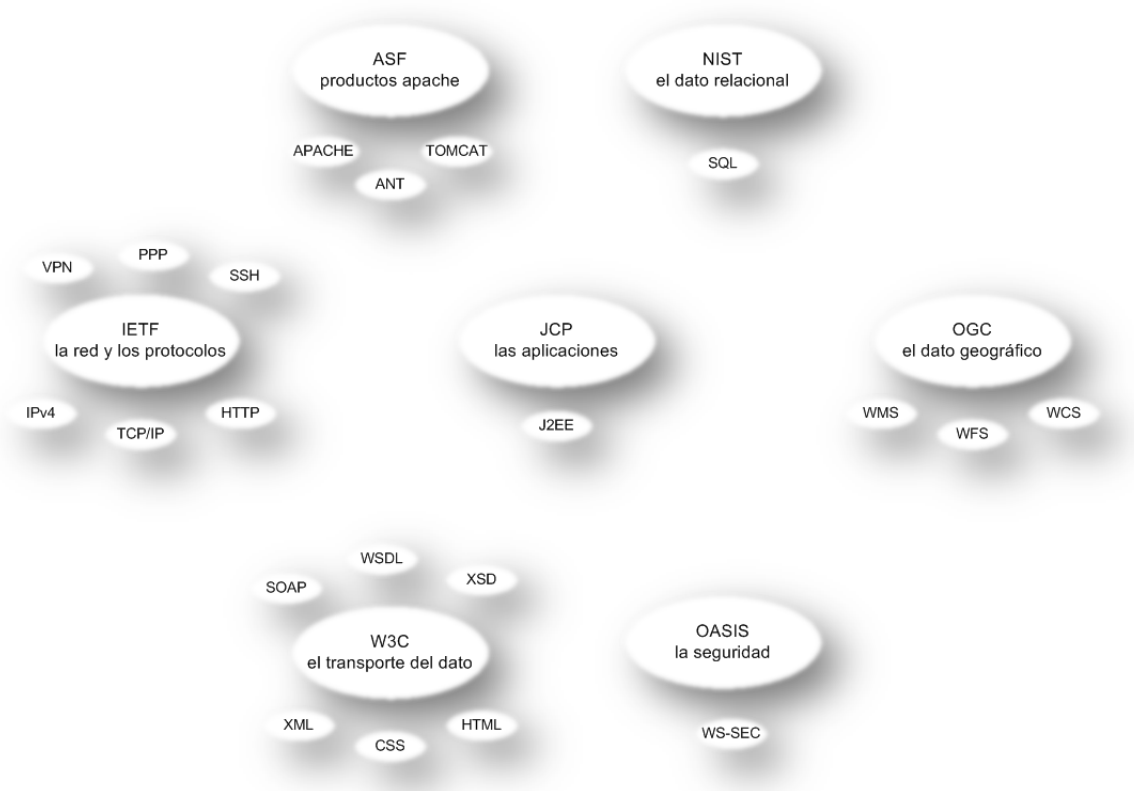 ASF
productos apache
NIST
el dato relacional
APACHE
TOMCAT
ANT
SQL
VPN
PPP
SSH
IETF
la red y los protocolos
JCP
las aplicaciones
OGC
el dato geográfico
IPv4
TCP/IP
HTTP
J2EE
WMS
WFS
WCS
SOAP
WSDL
XSD
W3C
el transporte del dato
OASIS
la seguridad
XML
CSS
HTML
WS-SEC